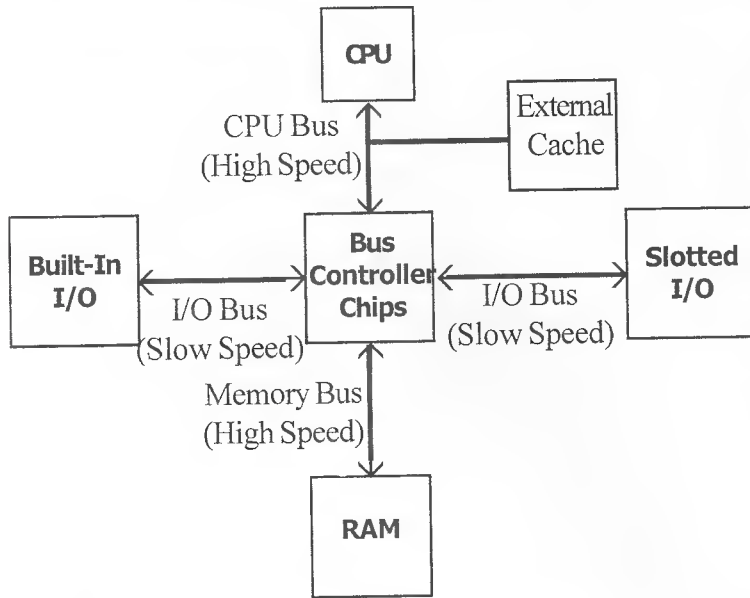 CPU
External
Cache
CPU Bus
(High Speed)
Built-In
I/O
I/O Bus
(Slow Speed)
Bus
Controller
Chips
I/O Bus
(Slow Speed)
Slotted
I/O
Memory Bus
(High Speed)
RAM